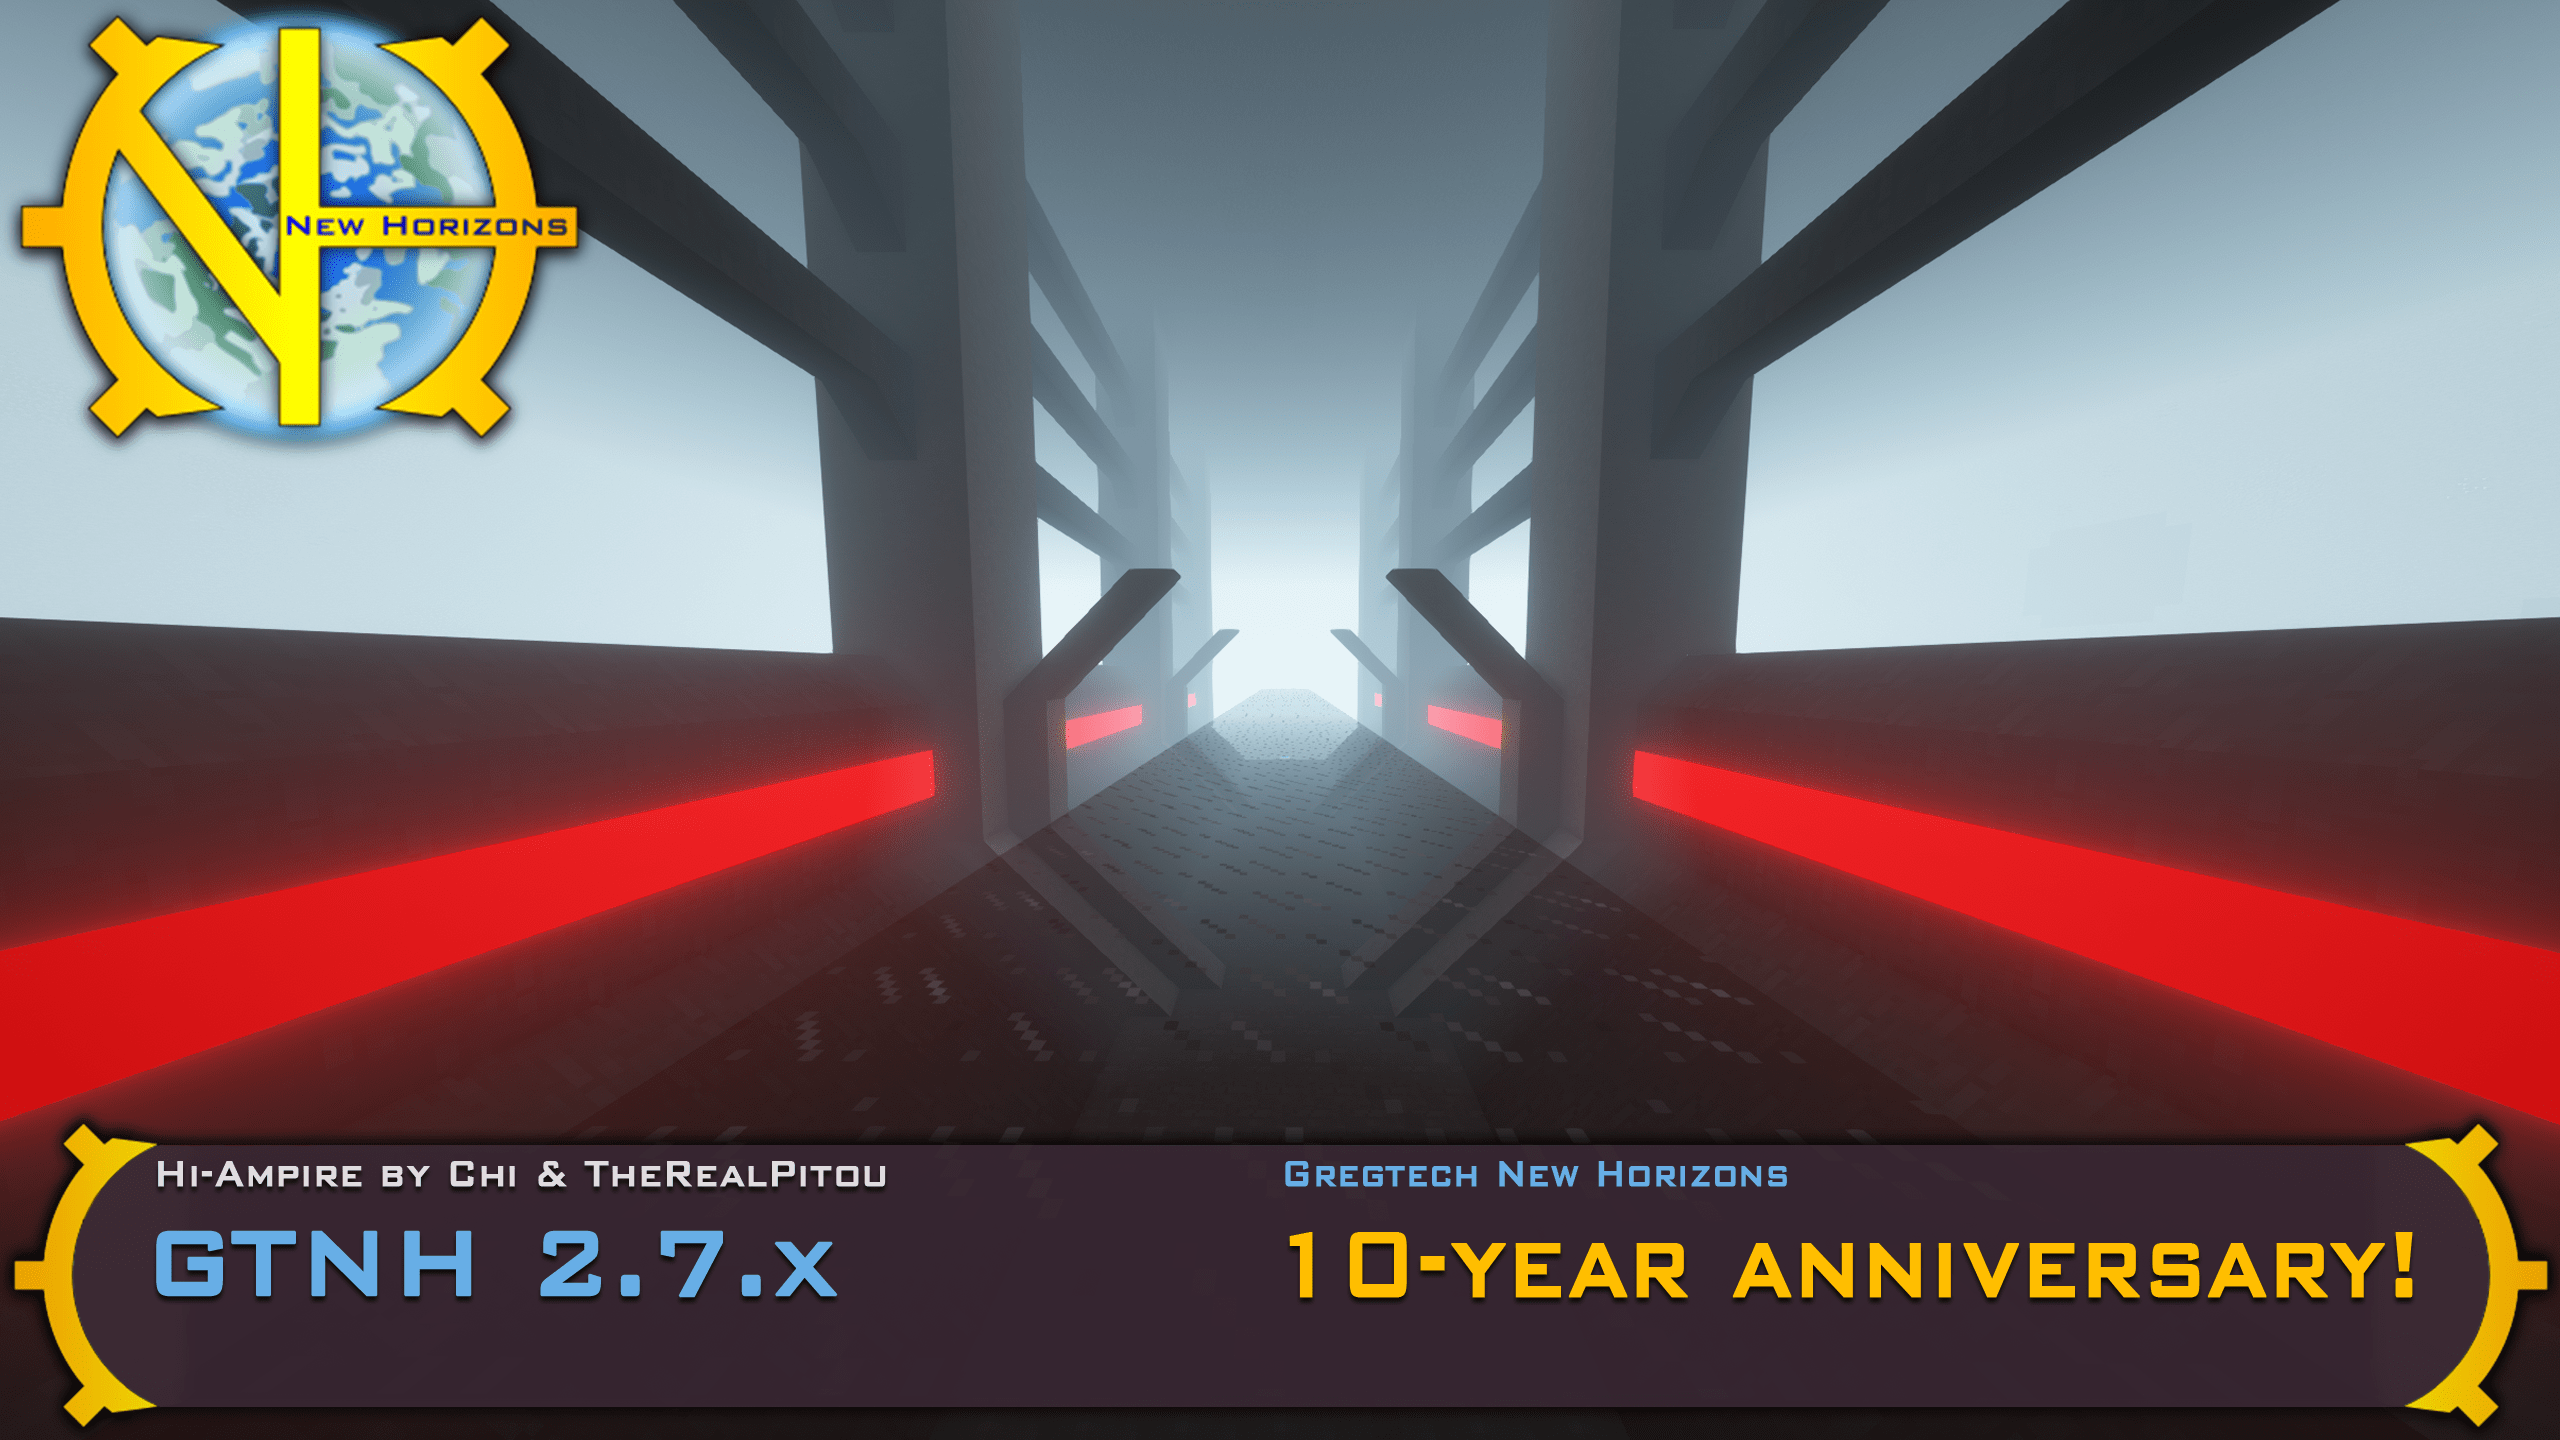 New Horizons
Hi-Ampire by Chi & TheRealPitou
GTNH 2.7.x
Gregtech New Horizons
10-year anniversary!